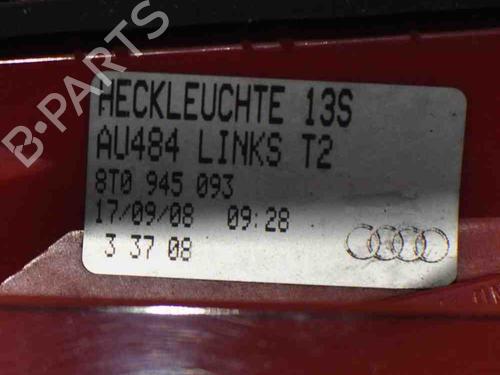 B-PARTS
HECKLEUCHTE 13S
AU484 LINKS T2
8T0 945 093
17/09/08 09:28
3 37 08